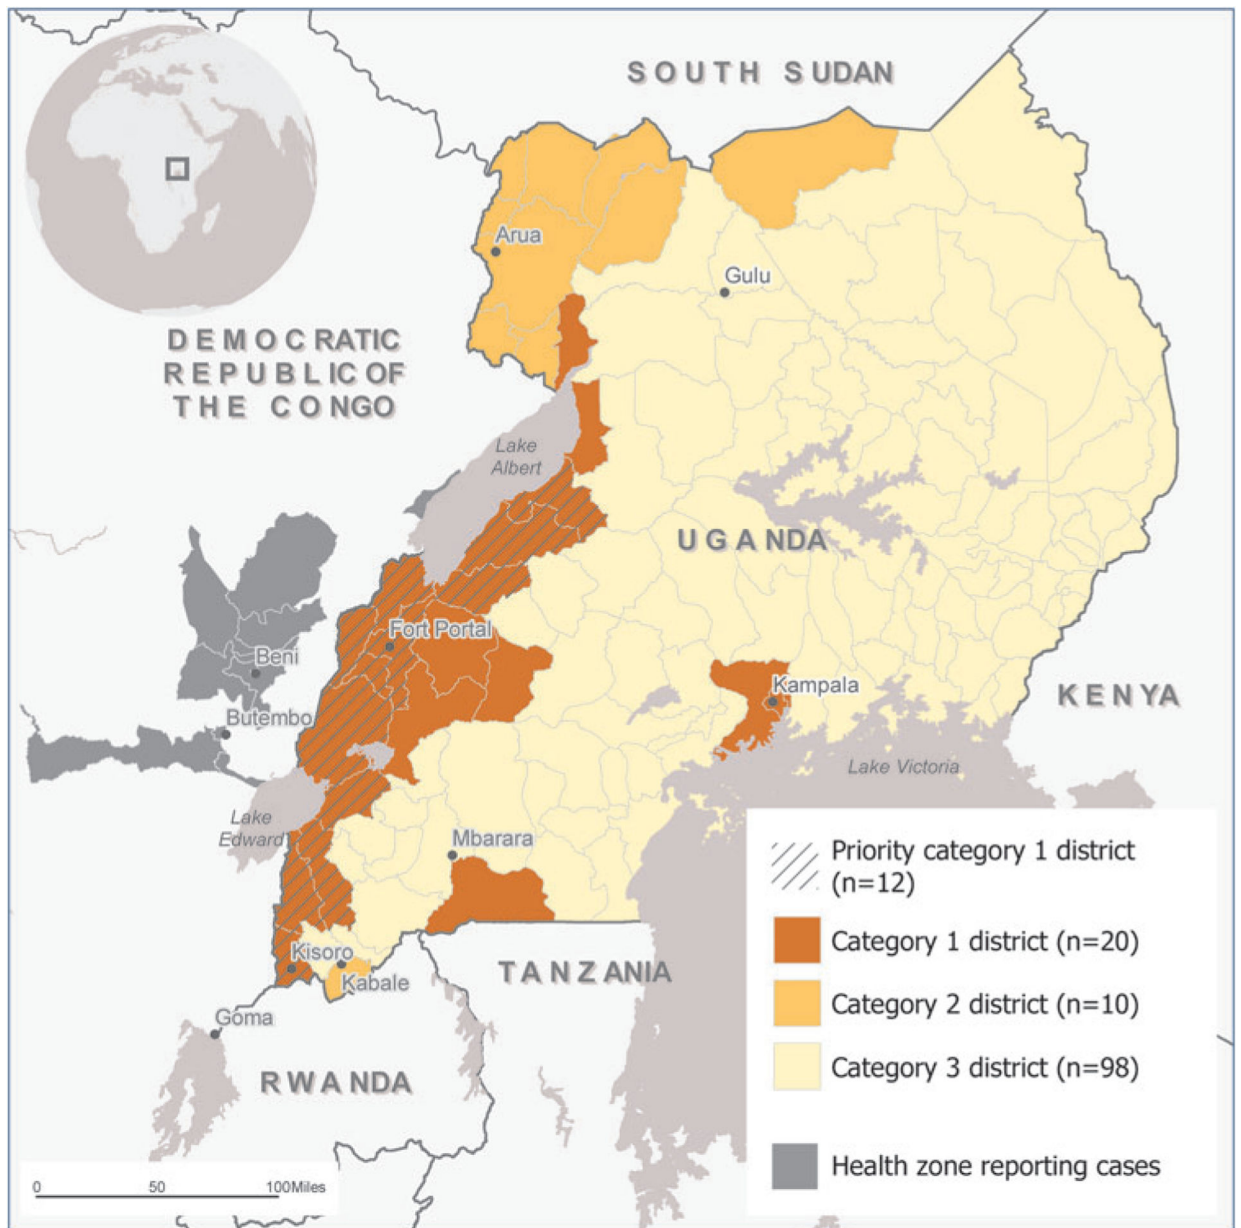 SOUTH SUDAN
Arua
Gulu
DEMOCRATIC
REPUBLIC OF
THE CONGO
Lake
Albert
UGANDA
Fort Portal
Beni
Kampala
KENYA
Butembo
Lake Victoria
Lake
Edward
Mbarara
Kisoro
TANZANIA
Kabale
Goma
RWANDA
0 50 100Miles
Priority category 1 district
(n=12)
Category 1 district (n=20)
Category 2 district (n=10)
Category 3 district (n=98)
Health zone reporting cases